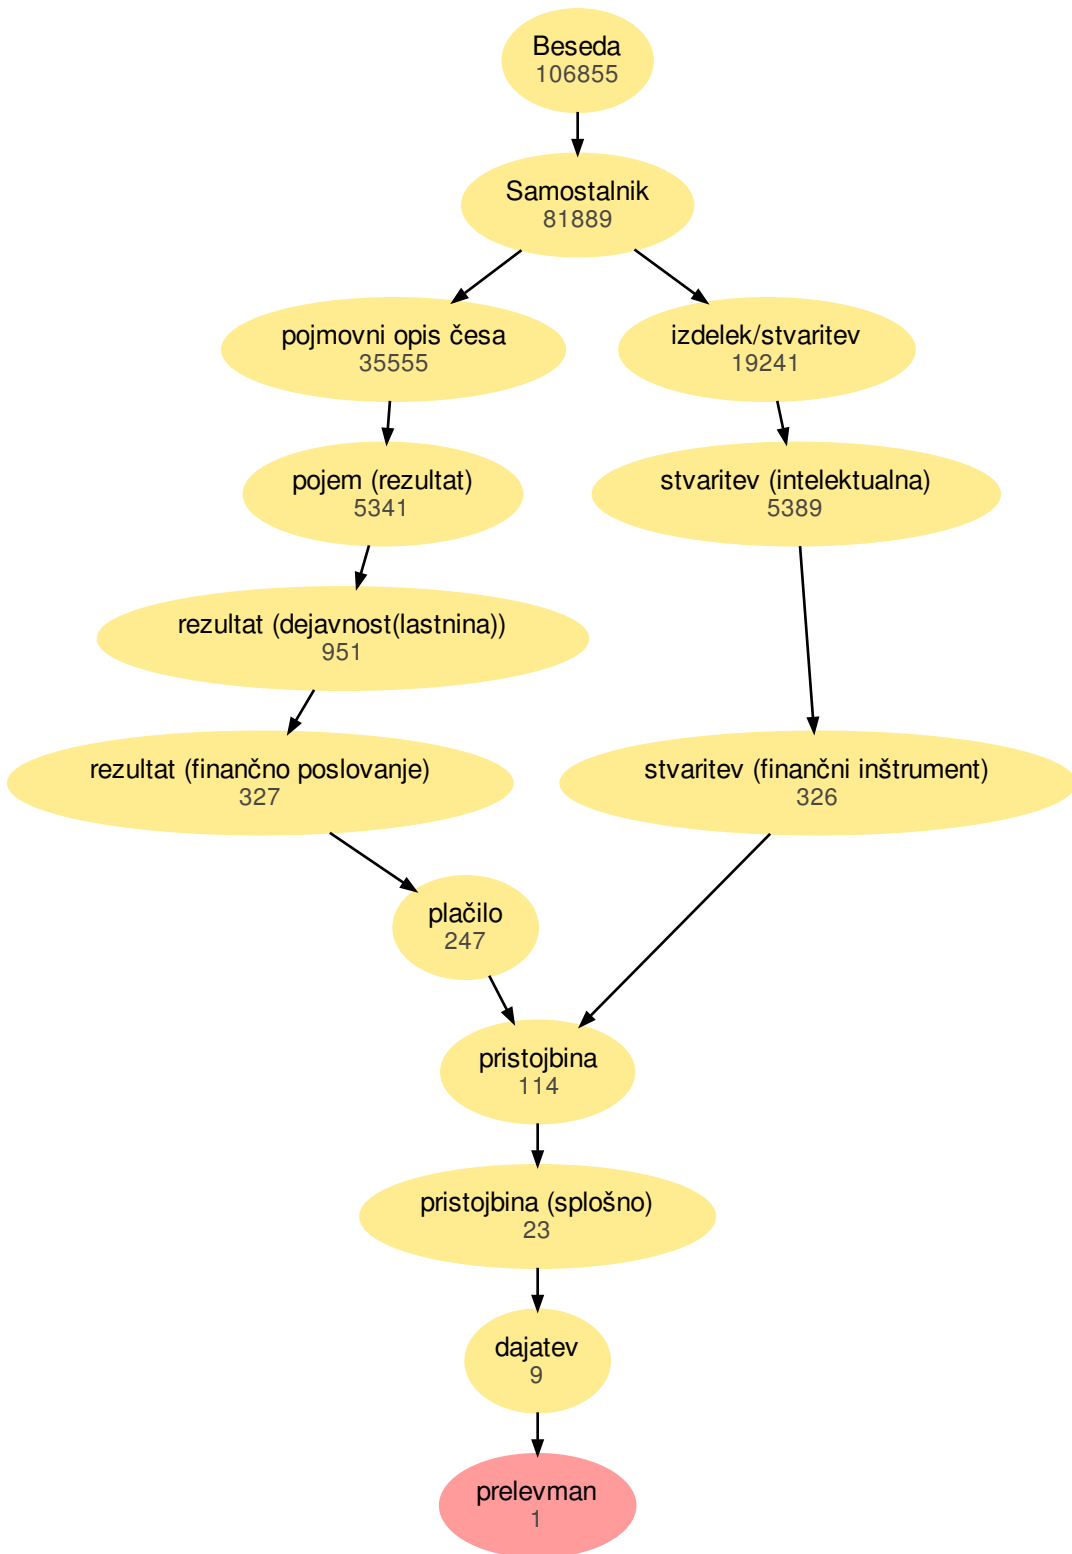 Beseda
106855
Samostalnik
81889
pojmovni opis česa
35555
izdelek/stvaritev
19241
pojem (rezultat)
5341
stvaritev (intelektualna)
5389
rezultat (dejavnost(lastnina))
951
rezultat (finančno poslovanje)
327
stvaritev (finančni inštrument)
326
plačilo
247
pristojbina
114
pristojbina (splošno)
23
dajatev
9
prelevman
1